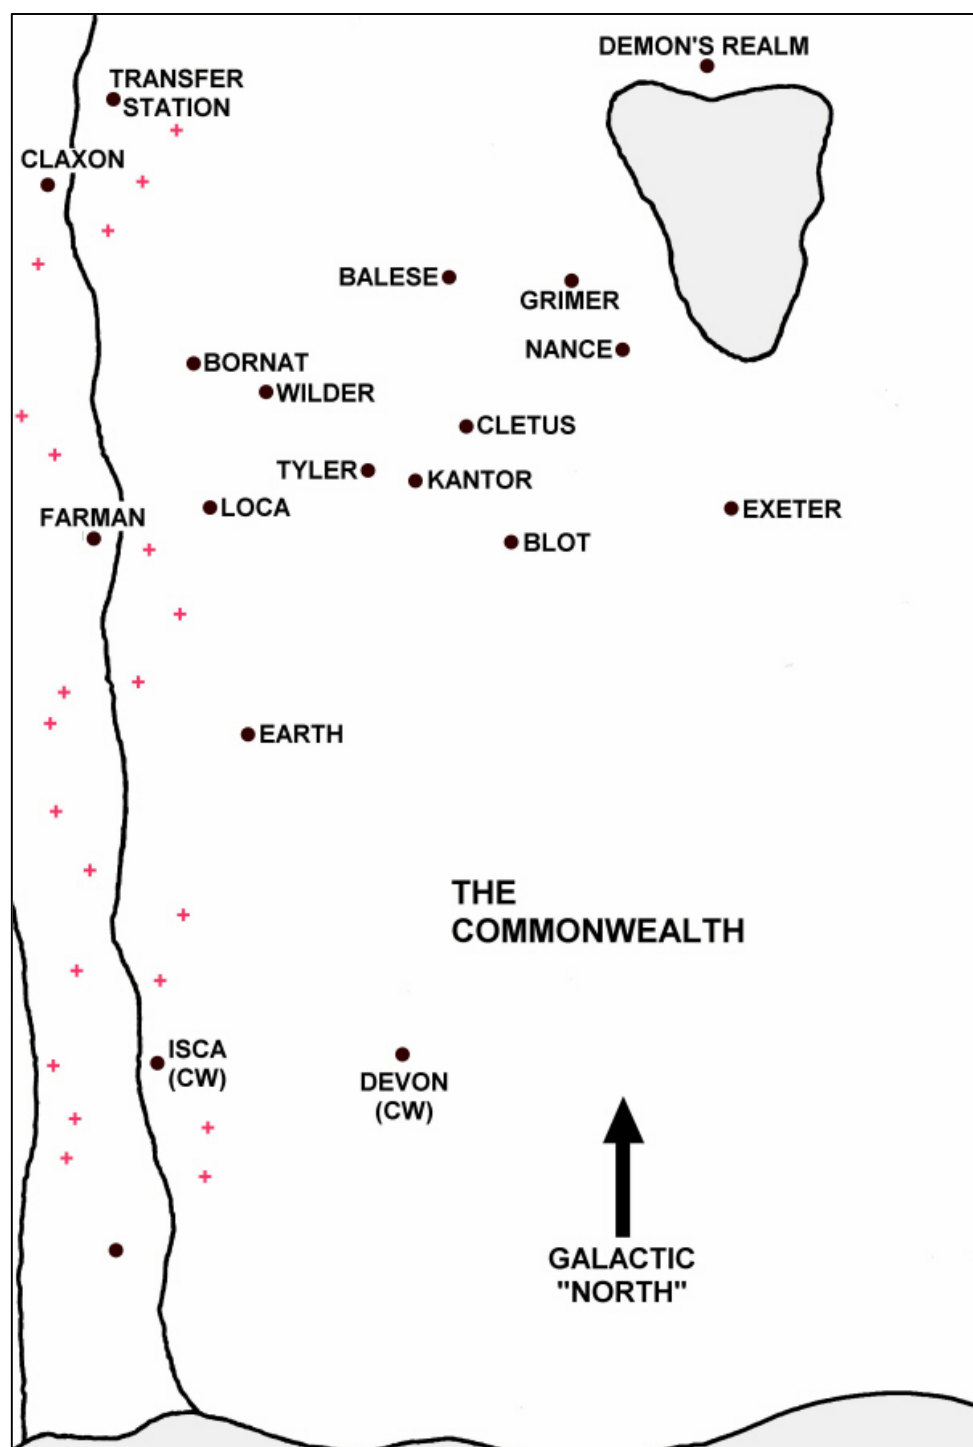 DEMON'S REALM
TRANSFER
STATION
CLAXON
BALESE
GRIMER
NANCE
BORNAT
WILDER
CLETUS
TYLER
KANTOR
LOCA
EXETER
FARMAN
BLOT
EARTH
THE
COMMONWEALTH
ISCA
(CW)
DEVON
(CW)
GALACTIC
"NORTH"